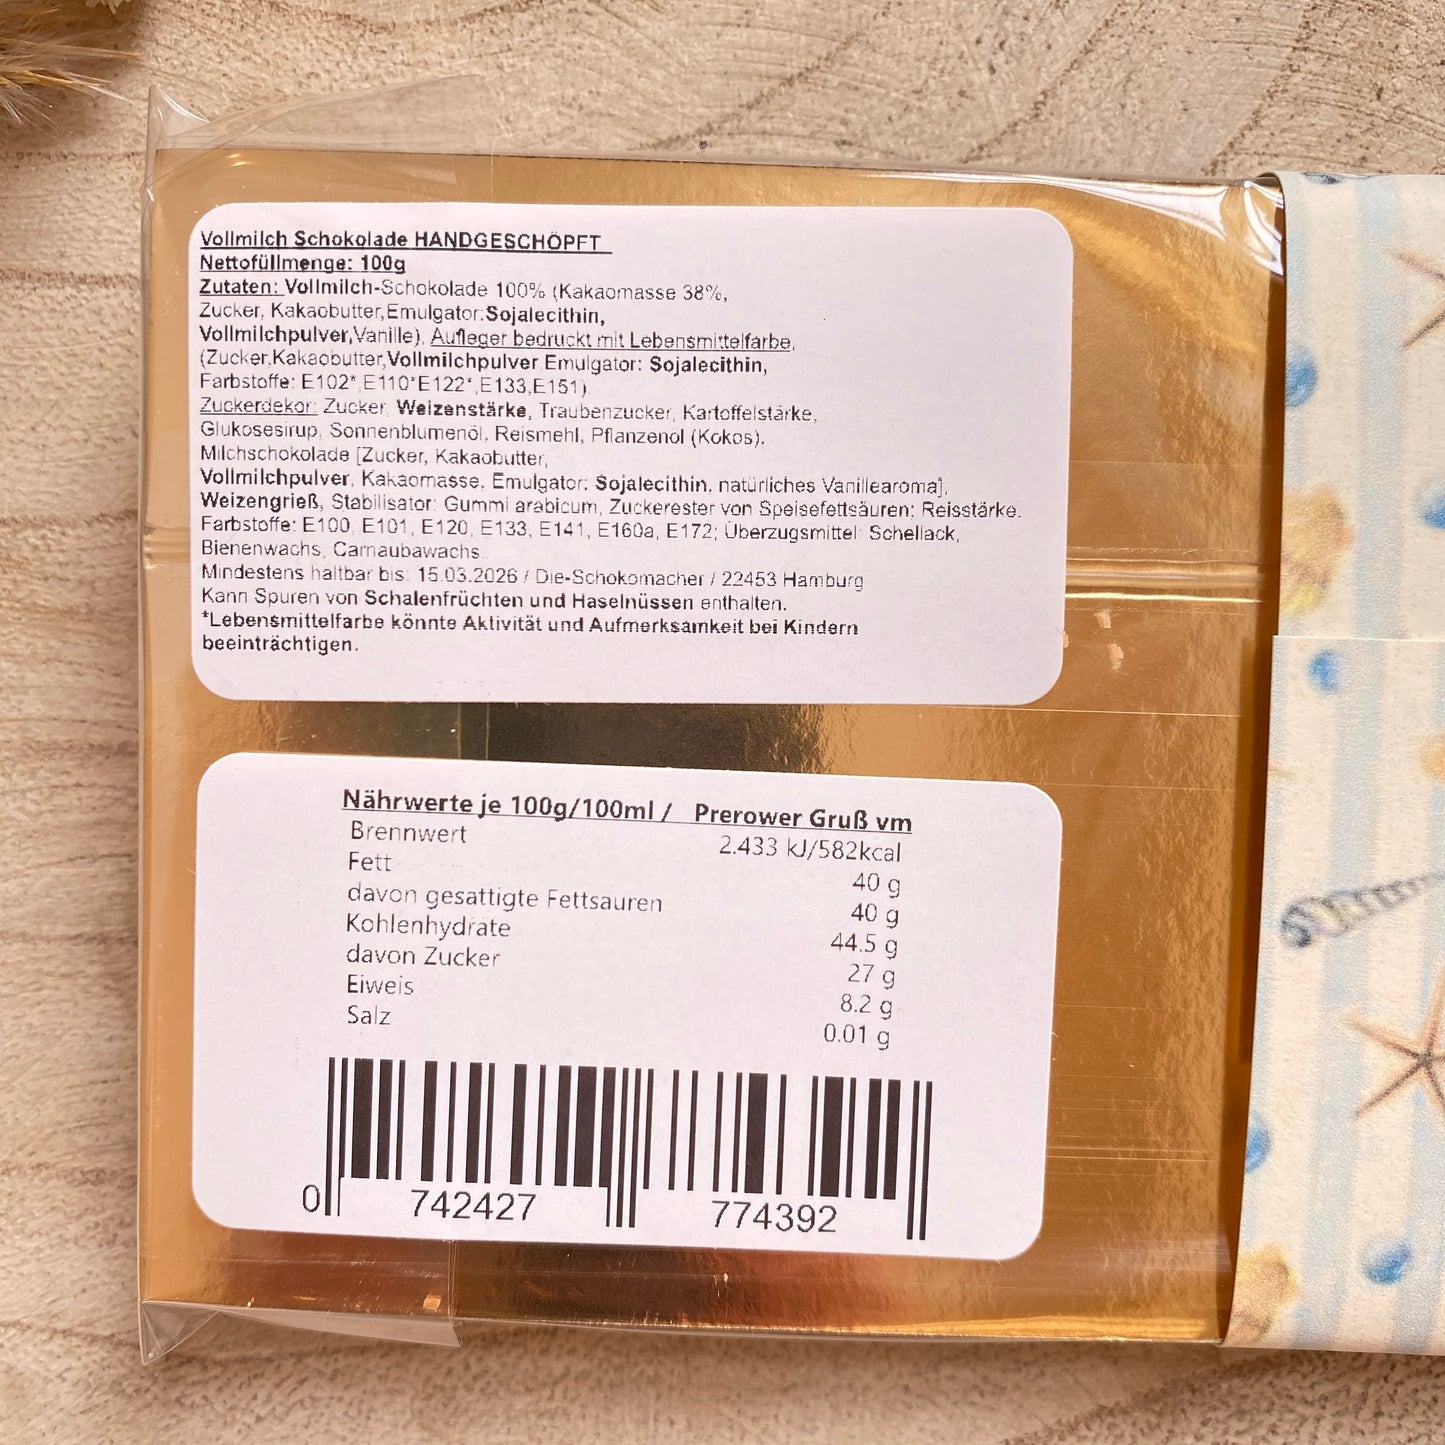 Vollmilch Schokolade HANDGESCHÖPFT
Nettofüllmenge: 100g
Zutaten: Vollmilch-Schokolade 100% (Kakaomasse 38%,
Zucker, Kakaobutter,Emulgator:Sojalecithin,
Vollmilchpulver,Vanille), Aufleger bedruckt mit Lebensmittelfarbe,
(Zucker,Kakaobutter,Vollmilchpulver,Emulgator: Sojalecithin,
Farbstoffe: E102*,E110*E122*,E133,E151)
Zuckerdekor: Zucker, Weizenstärke, Traubenzucker, Kartoffelstärke,
Glukosesirup, Sonnenblumenöl, Reismehl, Pflanzenöl (Kokos).
Milchschokolade [Zucker, Kakaobutter,
Vollmilchpulver, Kakaomasse, Emulgator: Sojalecithin, natürliches Vanillearoma],
Weizengrieß, Stabilisator: Gummi arabicum, Zuckerester von Speisefettsäuren; Reisstärke.
Farbstoffe: E100, E101, E120, E133, E141, E160a, E172; Überzugsmittel: Schellack,
Bienenwachs, Carnaubawachs.
Mindestens haltbar bis: 15.03.2026 / Die-Schokomacher / 22453 Hamburg
Kann Spuren von Schalenfrüchten und Haselnüssen enthalten.
*Lebensmittelfarbe könnte Aktivität und Aufmerksamkeit bei Kindern
beeinträchtigen.
Nährwerte je 100g/100ml / Prerower Gruß vm
Brennwert 2.433 kJ/582kcal
Fett 40 g
davon gesättigte Fettsäuren 40 g
Kohlenhydrate 44.5 g
davon Zucker 27 g
Eiweis 8.2 g
Salz 0.01 g
0 742427 774392